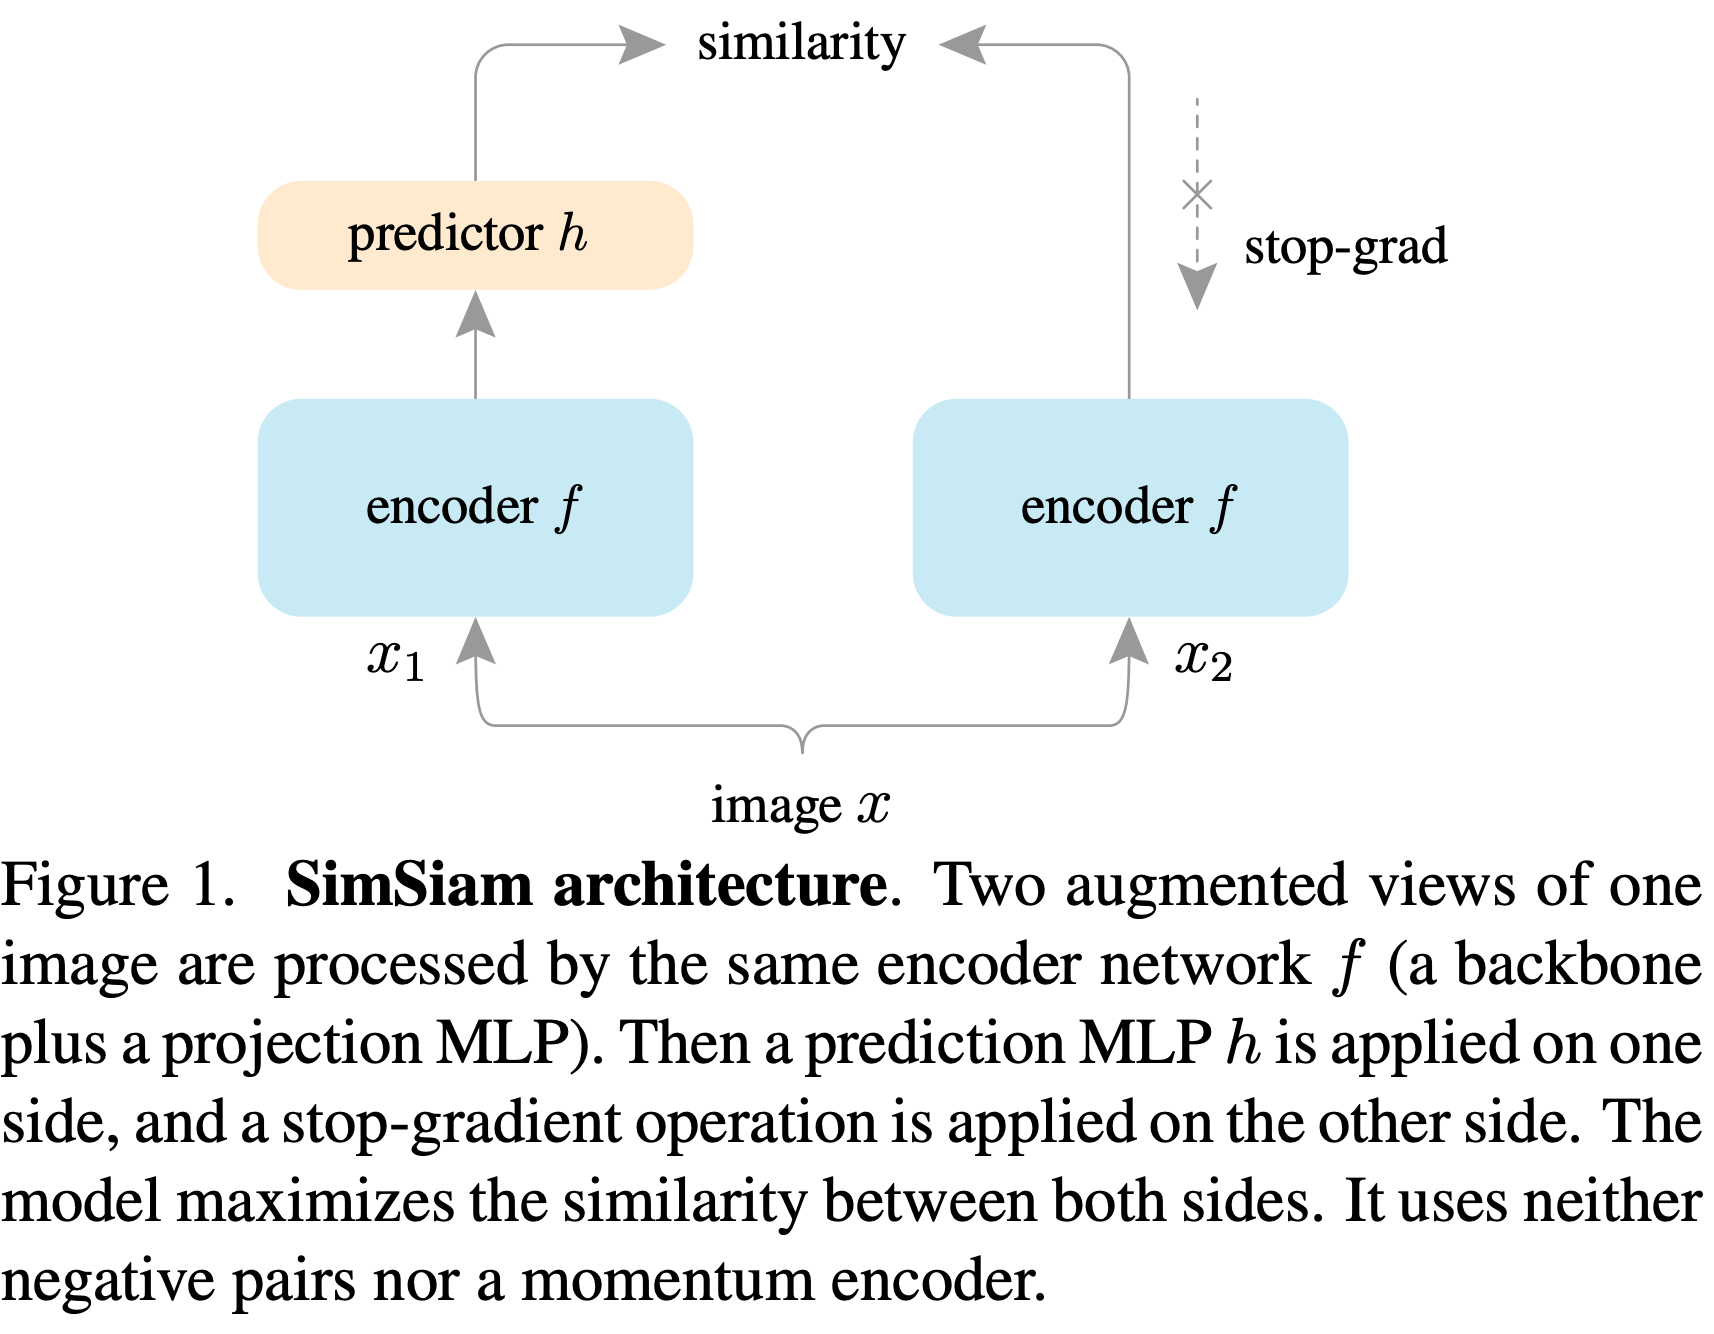 similarity
predictor h
stop-grad
encoder f
encoder f
x1
x2
image x
Figure 1. SimSiam architecture. Two augmented views of one
image are processed by the same encoder network f (a backbone
plus a projection MLP). Then a prediction MLP h is applied on one
side, and a stop-gradient operation is applied on the other side. The
model maximizes the similarity between both sides. It uses neither
negative pairs nor a momentum encoder.